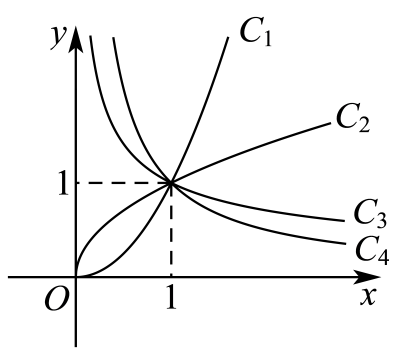 y
C₁
C₂
1
C₃
C₄
O
1
x